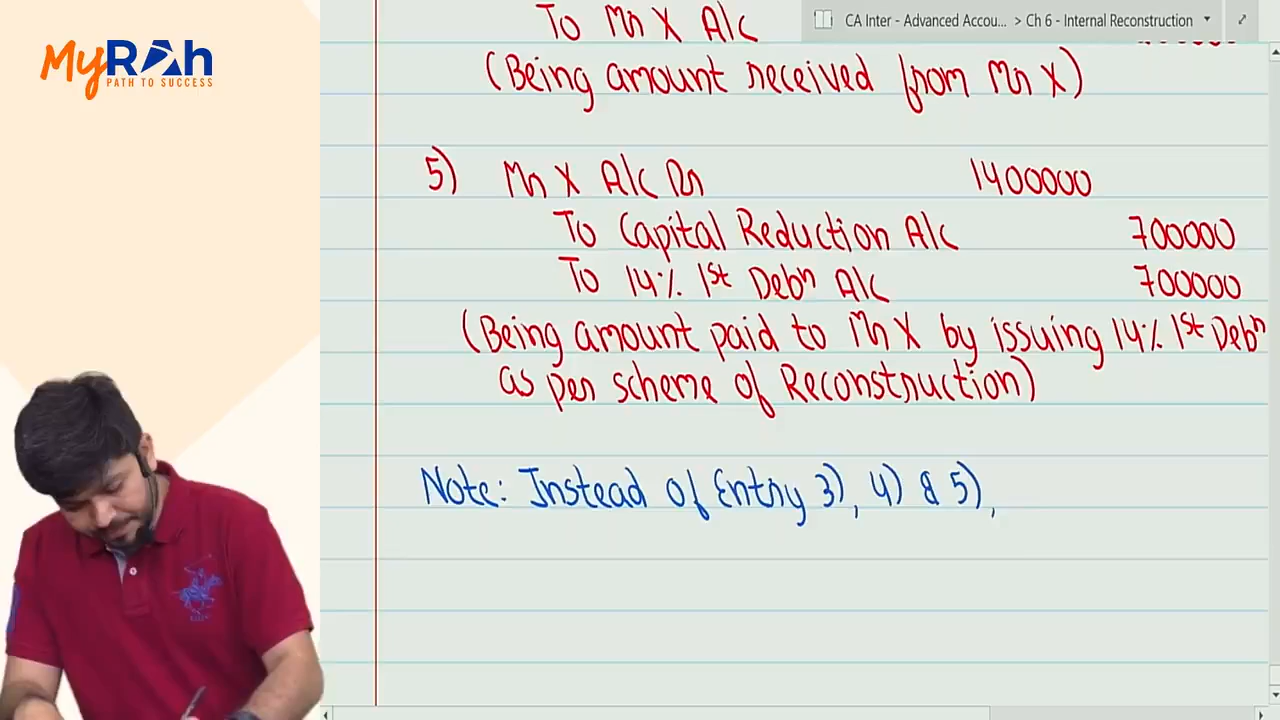 MyRAh
PATH TO SUCCESS
CA Inter - Advanced Accou... > Ch 6 - Internal Reconstruction
To Mr X A/c
(Being amount received from Mr X)
5) Mr X A/c Dr 1400000
To Capital Reduction A/c 700000
To 14% 1st Debn A/c 700000
(Being amount paid to Mr X by issuing 14% 1st Debn
as per scheme of Reconstruction)
Note: Instead of Entry 3), 4) & 5),